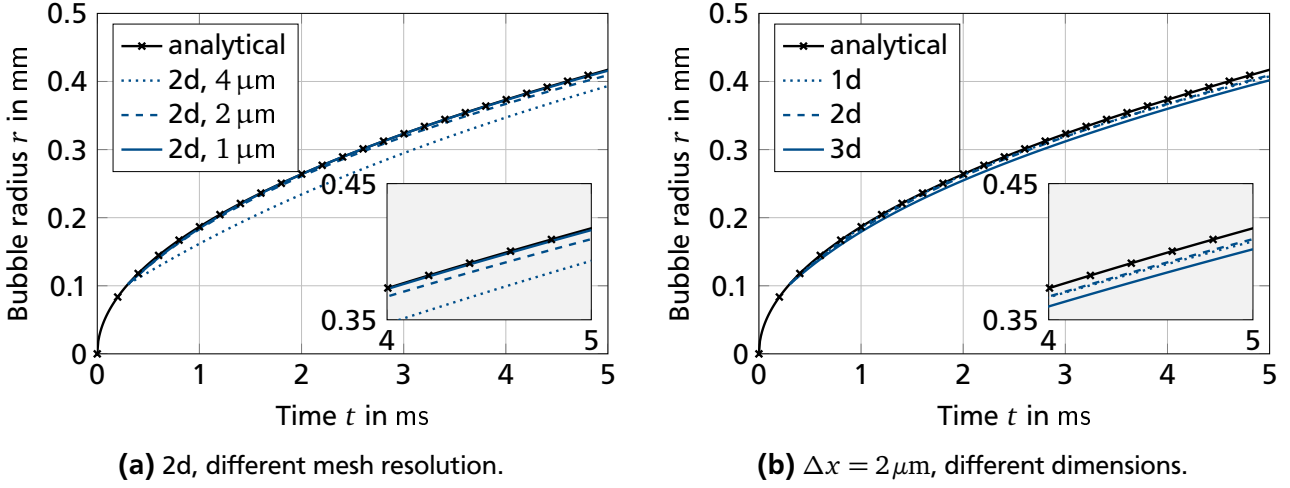 0.5
0.4
0.3
0.2
0.1
0
Bubble radius r in mm
analytical
2d, 4 µm
2d, 2 µm
2d, 1 µm
0.45
0.35
4 5
0 1 2 3 4 5
Time t in ms
(a) 2d, different mesh resolution.
0.5
0.4
0.3
0.2
0.1
0
Bubble radius r in mm
analytical
1d
2d
3d
0.45
0.35
4 5
0 1 2 3 4 5
Time t in ms
(b) Δx = 2µm, different dimensions.